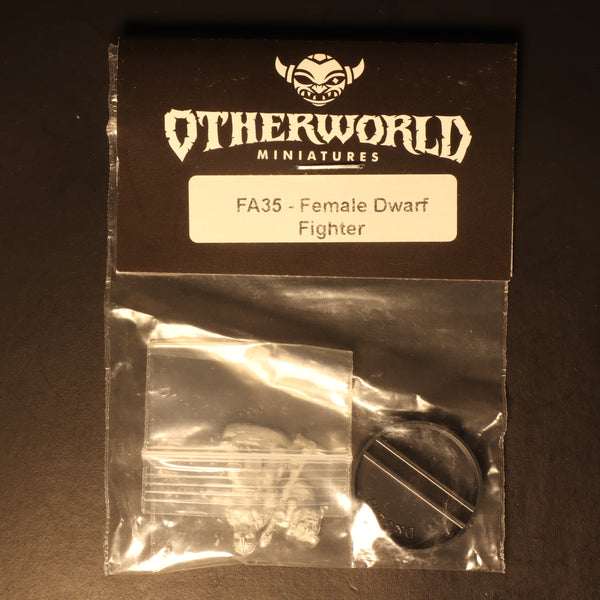 OTHERWORLD
MINIATURES
FA35 - Female Dwarf
Fighter